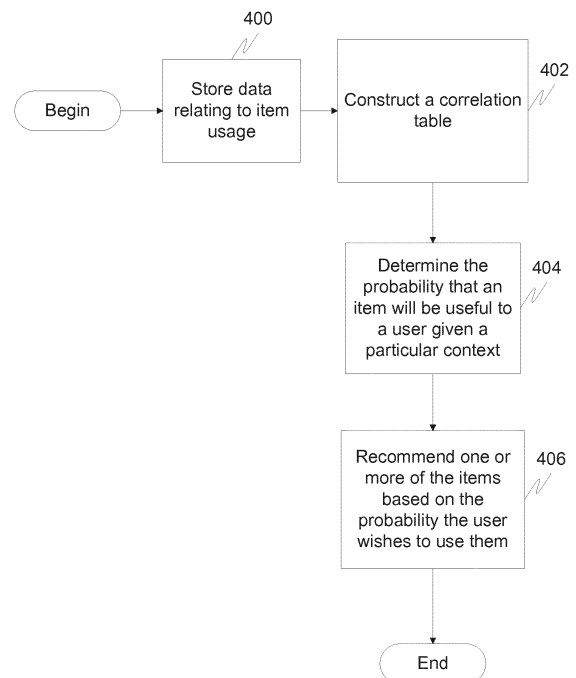 400
Begin
Store data
relating to item
usage
402
Construct a correlation
table
404
Determine the
probability that an
item will be useful to
a user given a
particular context
406
Recommend one or
more of the items
based on the
probability the user
wishes to use them
End